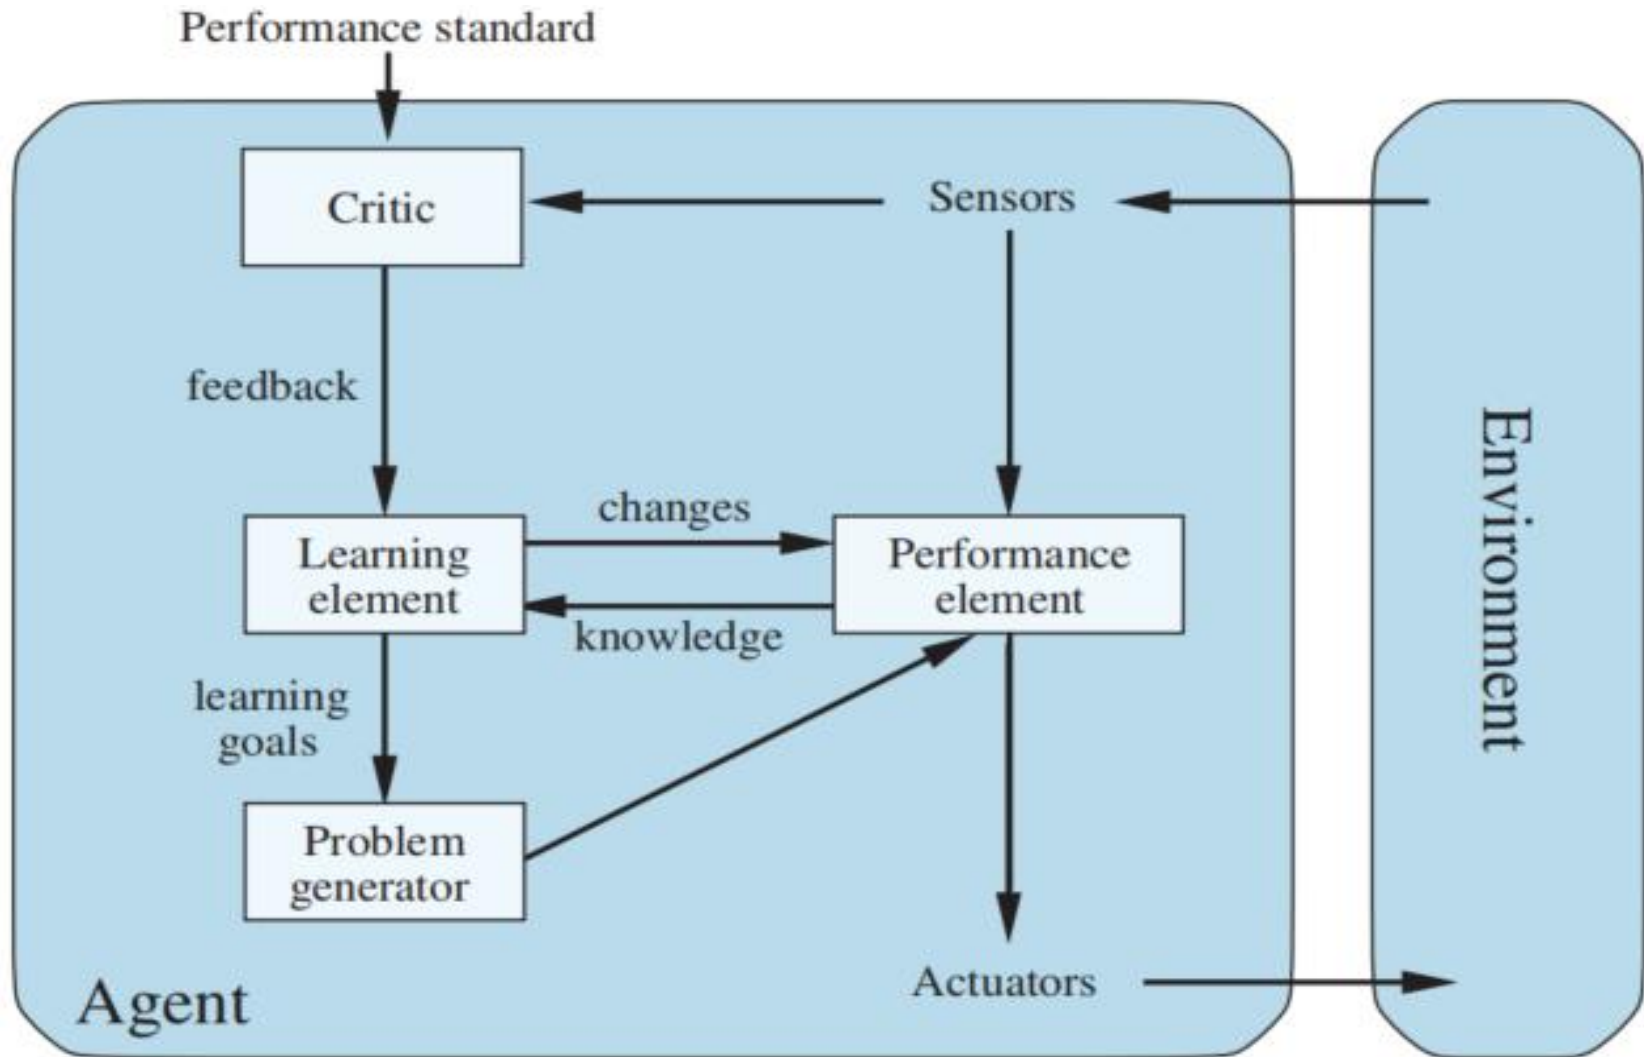 Performance standard
Critic
Sensors
feedback
changes
Learning
element
Performance
element
knowledge
learning
goals
Problem
generator
Agent
Actuators
Environment